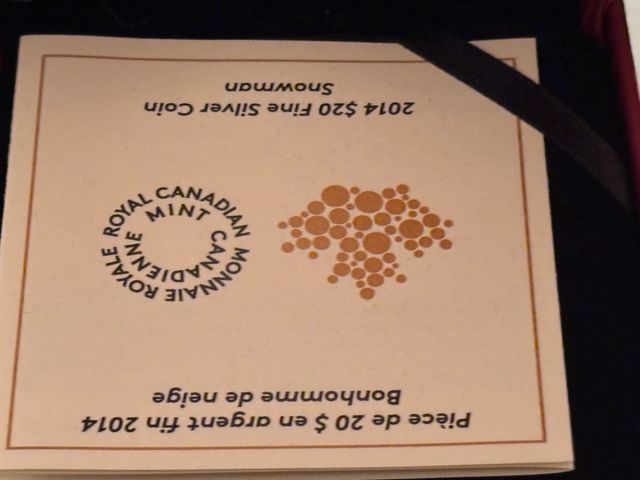 Pièce de 20 $ en argent fin 2014
Bonhomme de neige
ROYAL CANADIAN MINT
MONNAIE ROYALE CANADIENNE
2014 $20 Fine Silver Coin
Snowman